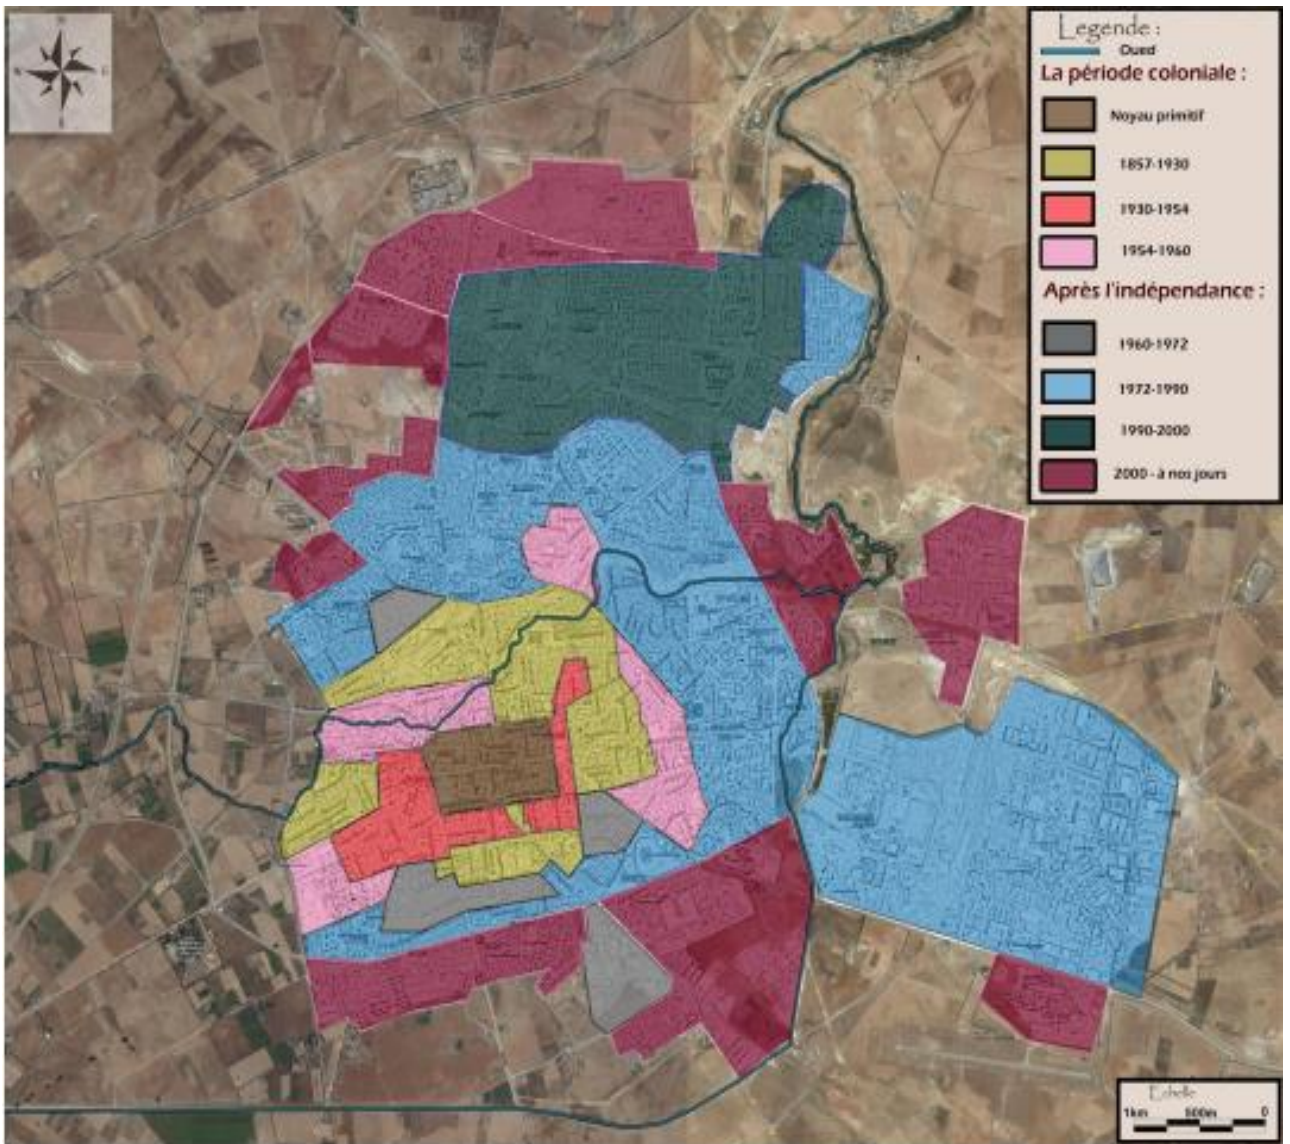 Legende :
Oued
La période coloniale :
Noyau primitif
1857-1930
1930-1954
1954-1960
Après l'indépendance :
1960-1972
1972-1990
1990-2000
2000 - à nos jours
Echelle
1km 500m 0